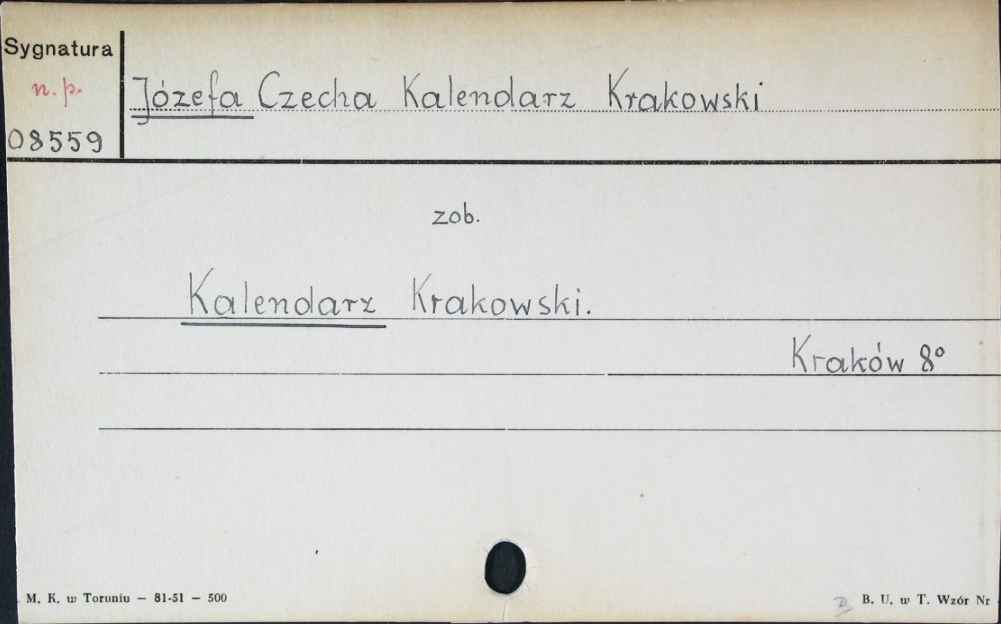 Sygnatura
n. p.
08559
Józefa Czecha Kalendarz Krakowski
zob.
Kalendarz Krakowski.
Kraków 8°
M. K. w Toruniu — 81-51 — 500
B. U. w T. Wzór Nr